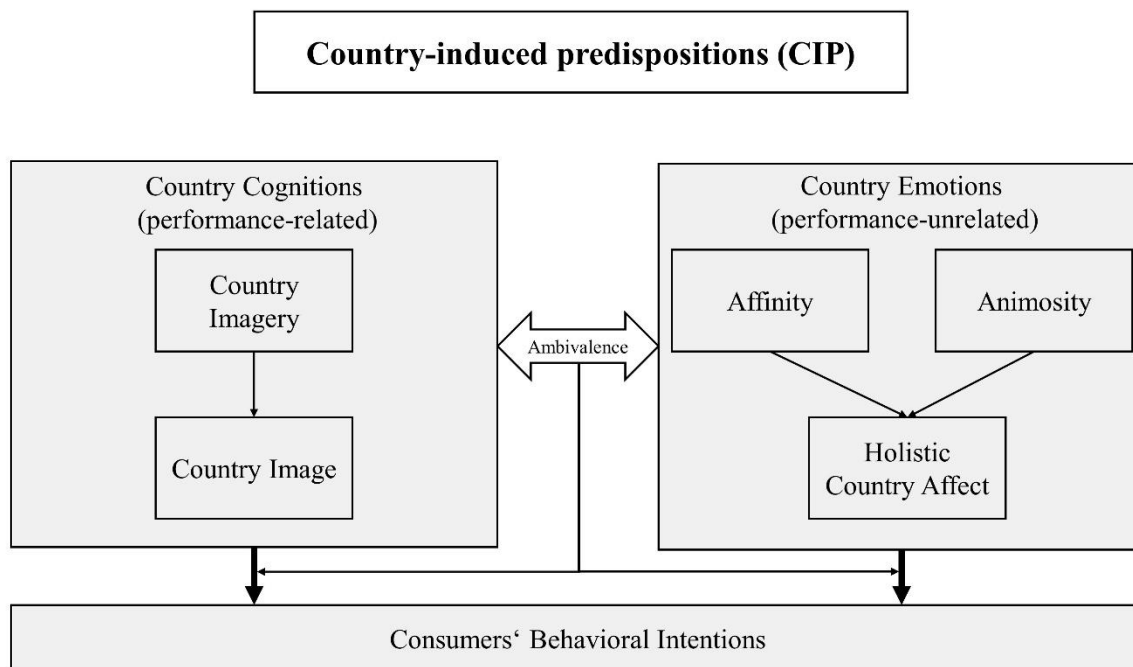 Country-induced predispositions (CIP)
Country Cognitions
(performance-related)
Country
Imagery
Country Image
Ambivalence
Country Emotions
(performance-unrelated)
Affinity
Animosity
Holistic
Country Affect
Consumers‘ Behavioral Intentions